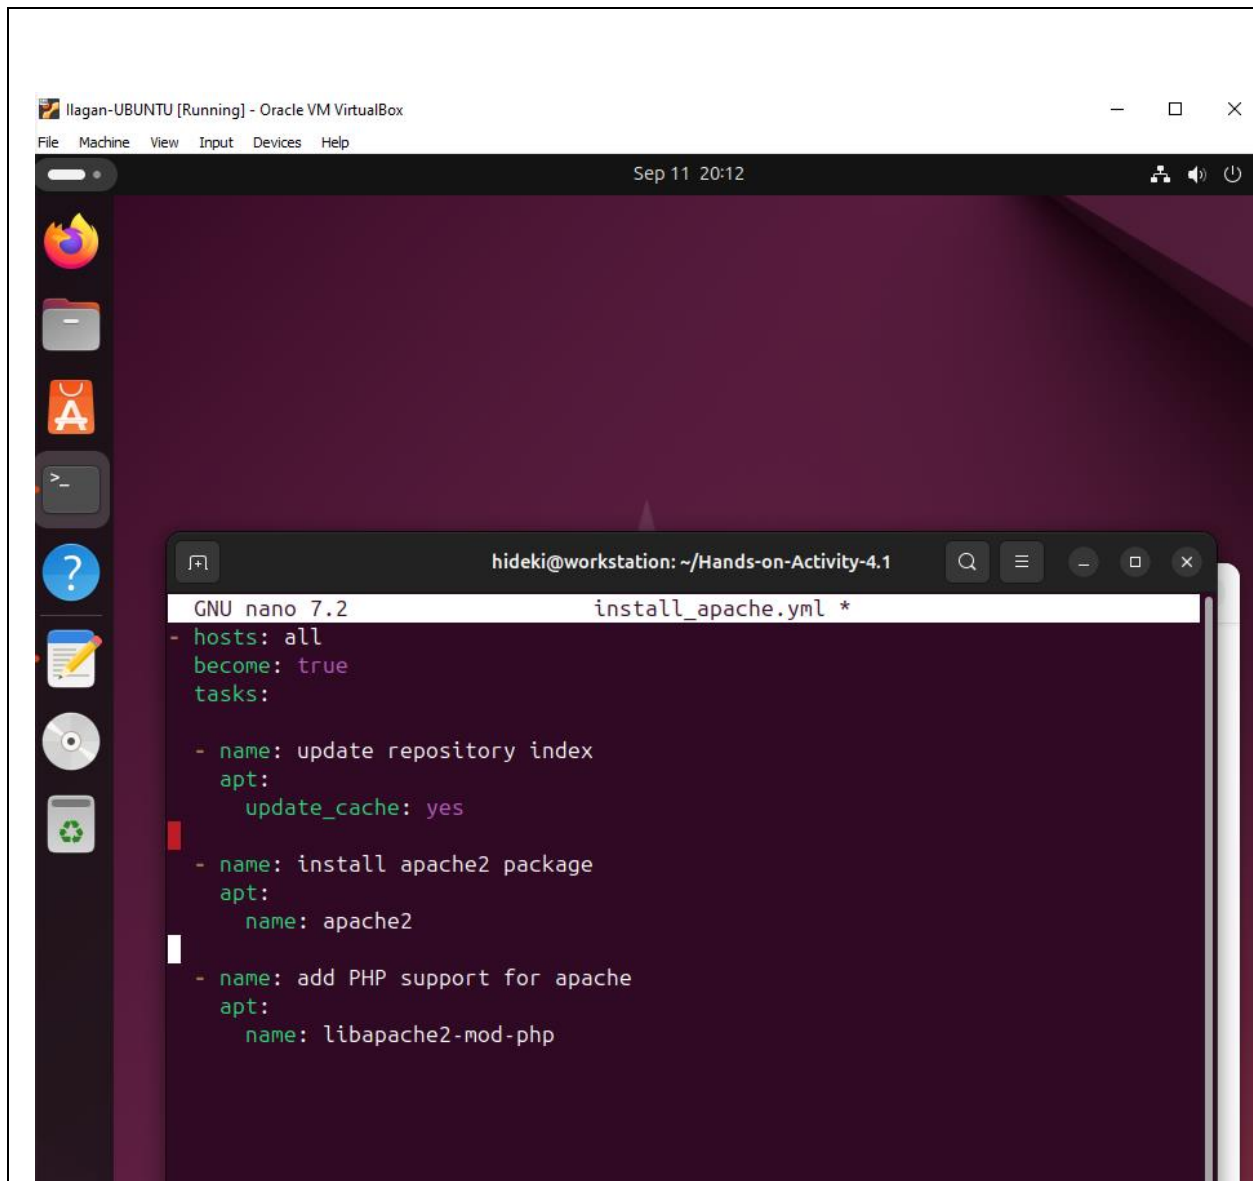 Ilagan-UBUNTU [Running] - Oracle VM VirtualBox
File Machine View Input Devices Help
Sep 11 20:12
hideki@workstation: ~/Hands-on-Activity-4.1
GNU nano 7.2 install_apache.yml *
- hosts: all
  become: true
  tasks:
  - name: update repository index
    apt:
      update_cache: yes
  - name: install apache2 package
    apt:
      name: apache2
  - name: add PHP support for apache
    apt:
      name: libapache2-mod-php